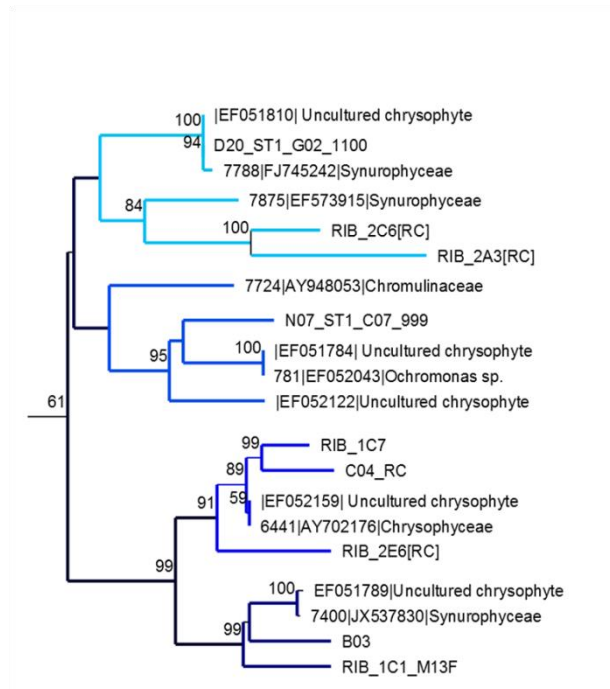 100 |EF051810| Uncultured chrysophyte
94 D20_ST1_G02_1100
7788|FJ745242|Synurophyceae
84 7875|EF573915|Synurophyceae
100 RIB_2C6[RC]
RIB_2A3[RC]
7724|AY948053|Chromulinaceae
N07_ST1_C07_999
95 100 |EF051784| Uncultured chrysophyte
781|EF052043|Ochromonas sp.
61 |EF052122|Uncultured chrysophyte
99 RIB_1C7
89 C04_RC
91 59 |EF052159| Uncultured chrysophyte
6441|AY702176|Chrysophyceae
RIB_2E6[RC]
99 100 EF051789|Uncultured chrysophyte
7400|JX537830|Synurophyceae
99 B03
RIB_1C1_M13F